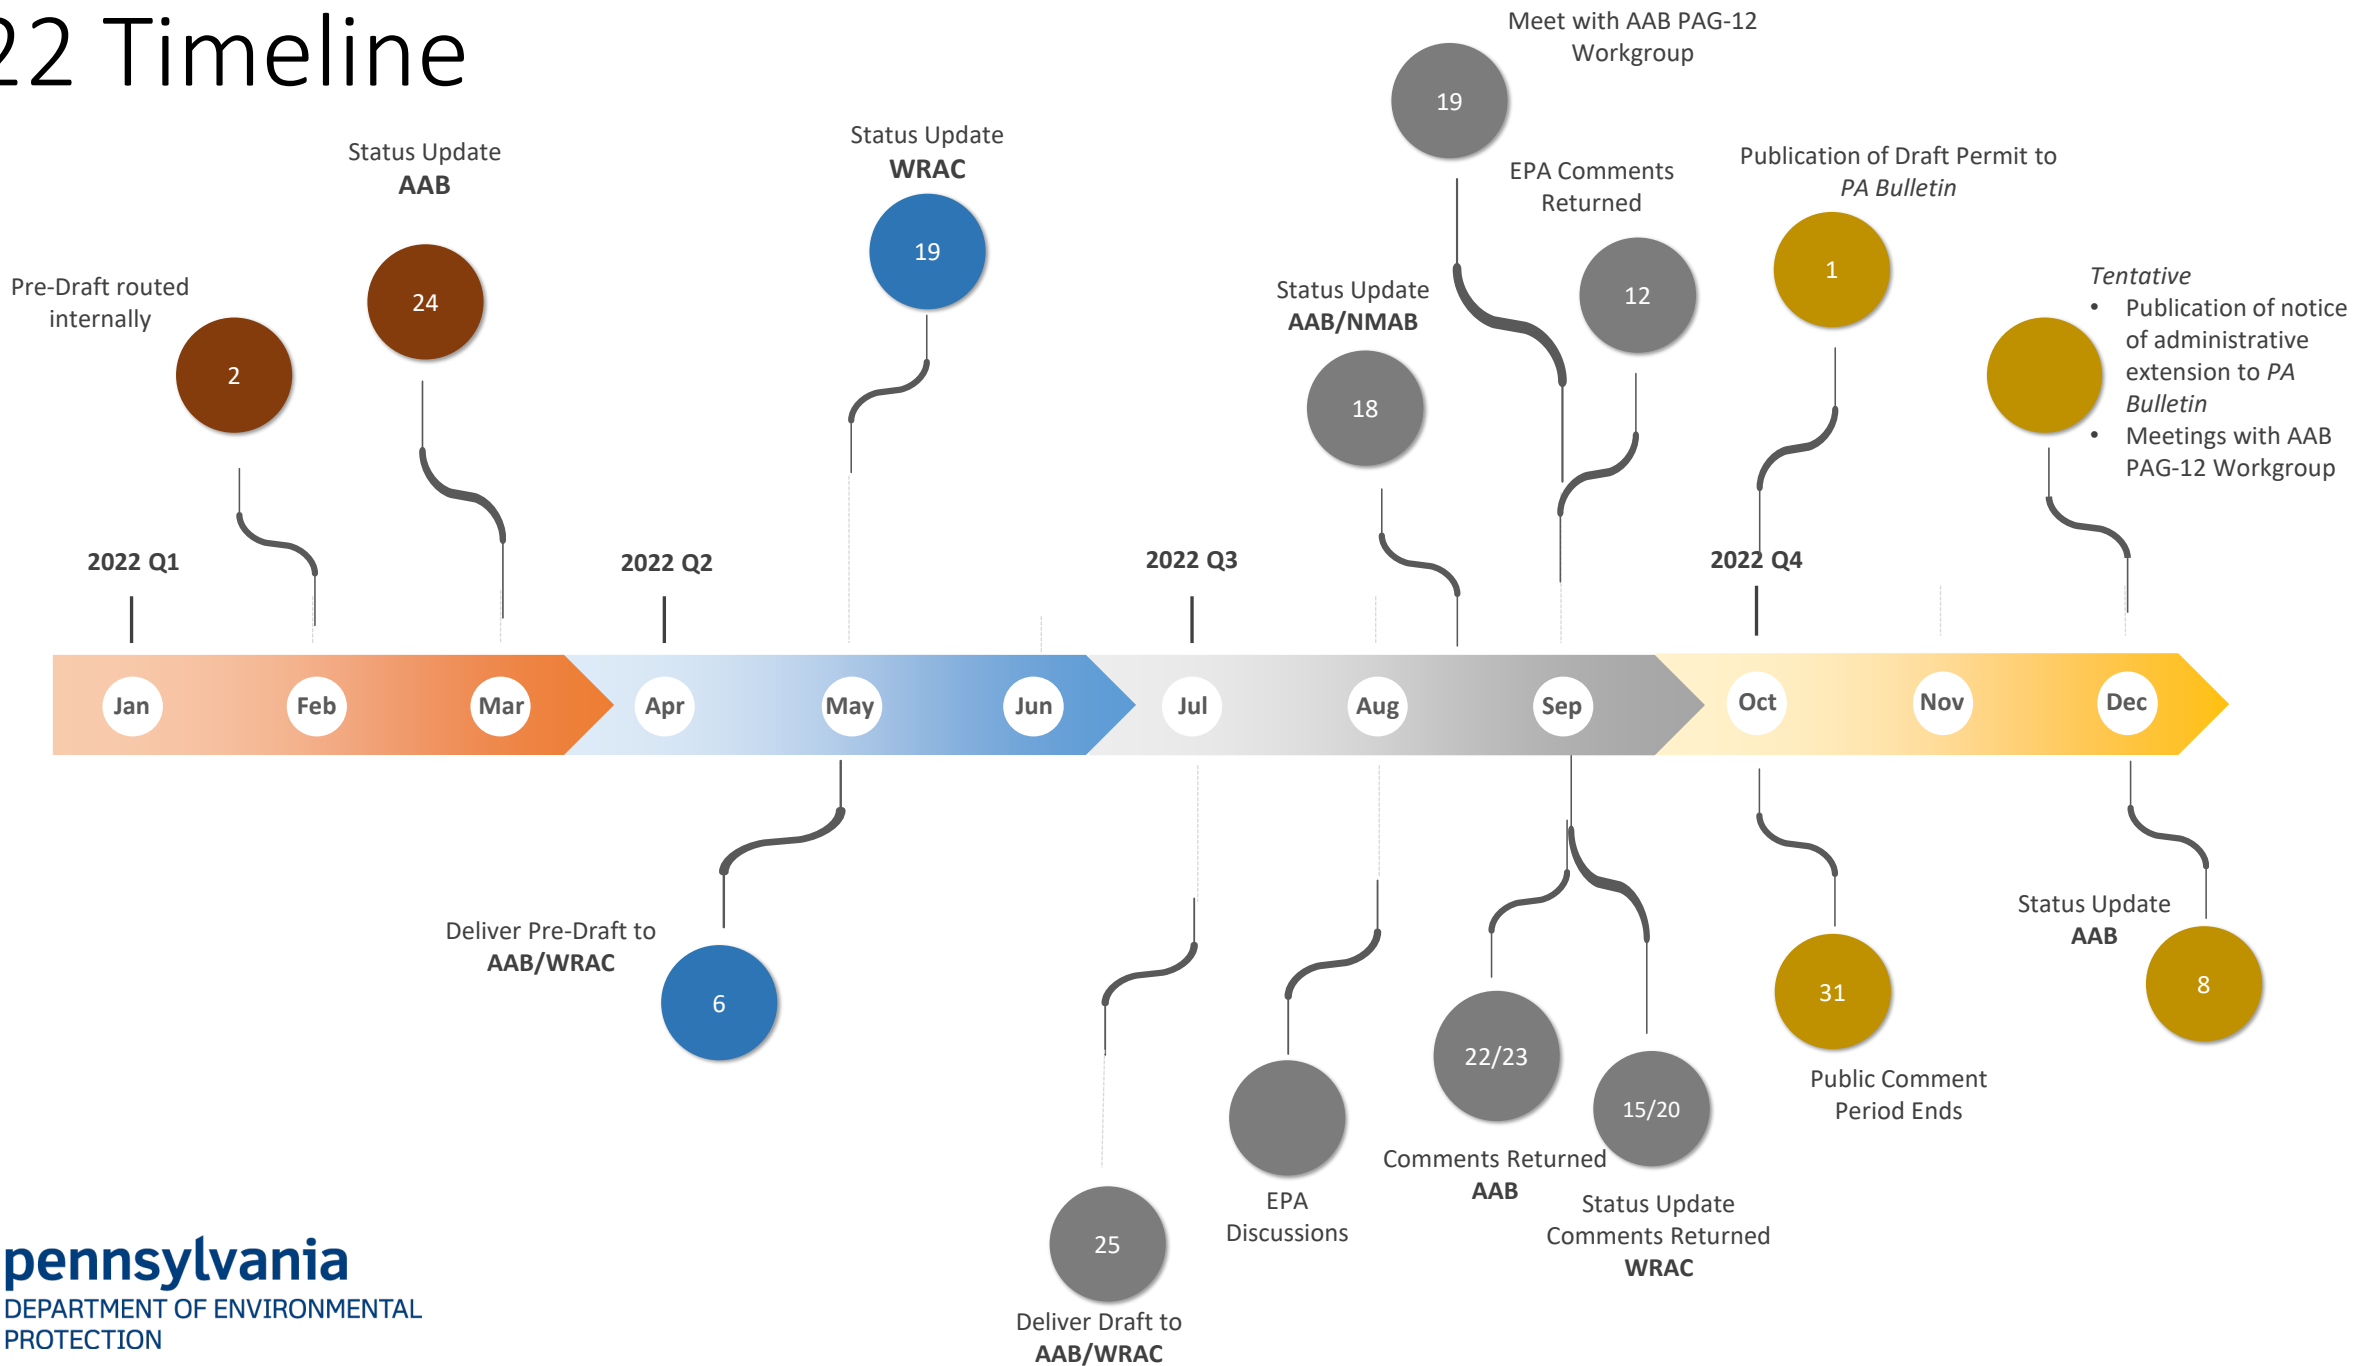 22 Timeline
Meet with AAB PAG-12
Workgroup
19
Status Update
AAB
24
Status Update
WRAC
19
EPA Comments
Returned
12
Publication of Draft Permit to
PA Bulletin
1
Pre-Draft routed
internally
2
Status Update
AAB/NMAB
18
Tentative
• Publication of notice
of administrative
extension to PA
Bulletin
• Meetings with AAB
PAG-12 Workgroup
2022 Q1
2022 Q2
2022 Q3
2022 Q4
Jan
Feb
Mar
Apr
May
Jun
Jul
Aug
Sep
Oct
Nov
Dec
Deliver Pre-Draft to
AAB/WRAC
6
25
Deliver Draft to
AAB/WRAC
EPA
Discussions
22/23
Comments Returned
AAB
15/20
Status Update
Comments Returned
WRAC
31
Public Comment
Period Ends
Status Update
AAB
8
pennsylvania
DEPARTMENT OF ENVIRONMENTAL
PROTECTION